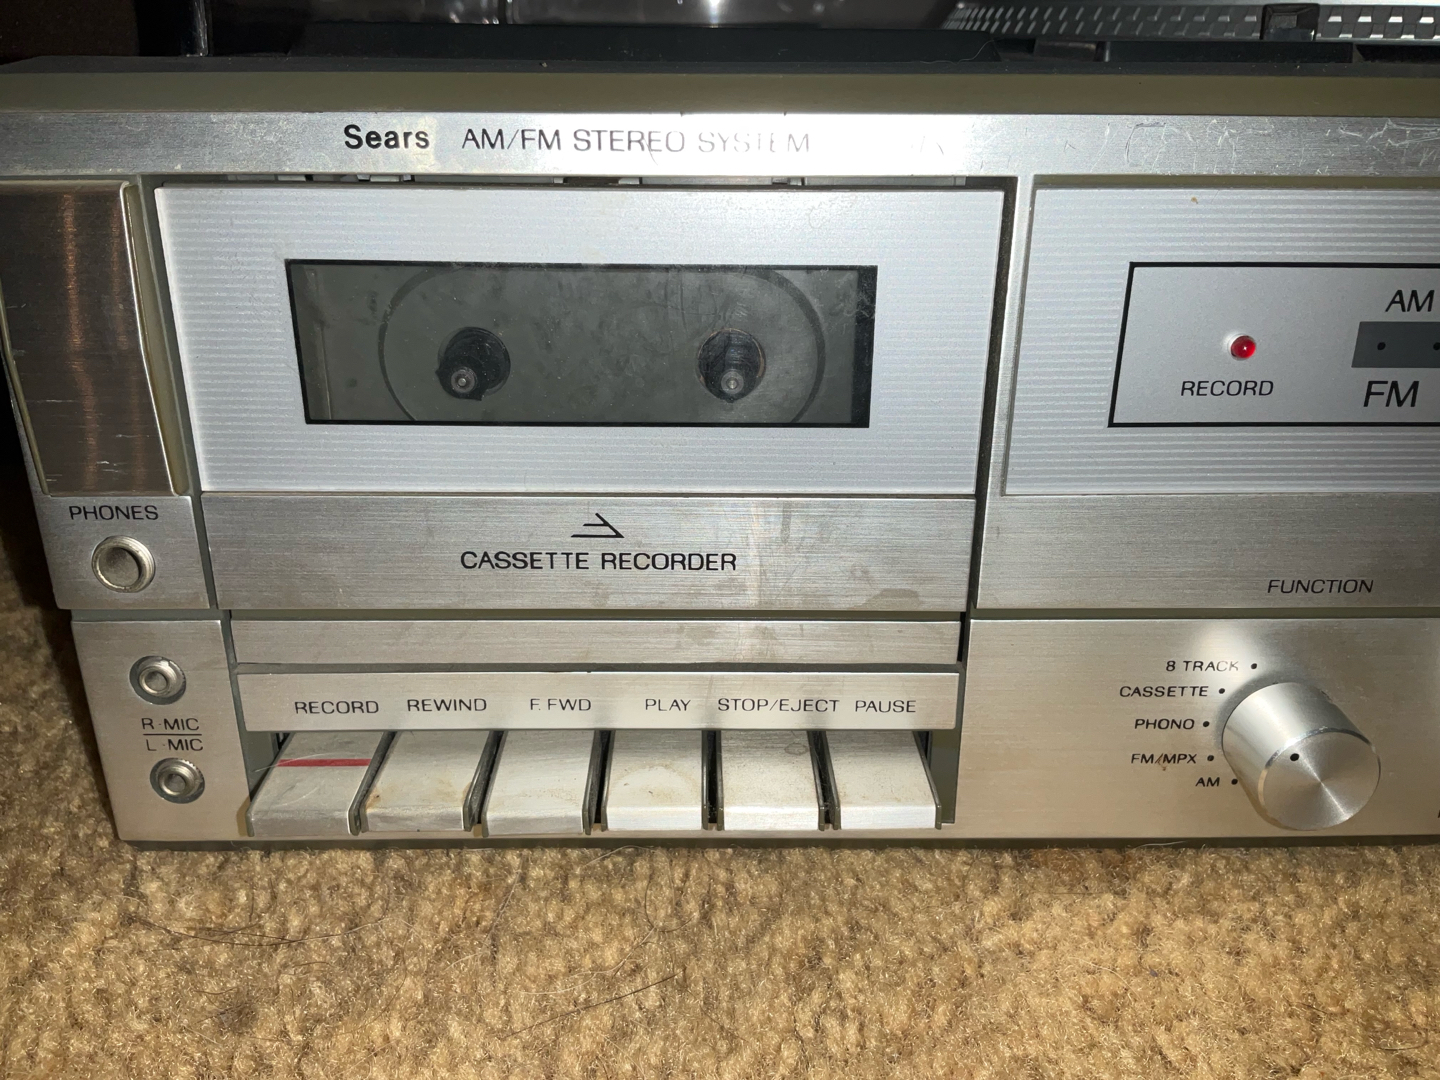 Sears AM/FM STEREO SYSTEM
AM
RECORD
FM
PHONES
CASSETTE RECORDER
FUNCTION
8 TRACK
CASSETTE
PHONO
FM/MPX
AM
R·MIC
L·MIC
RECORD REWIND F.FWD PLAY STOP/EJECT PAUSE